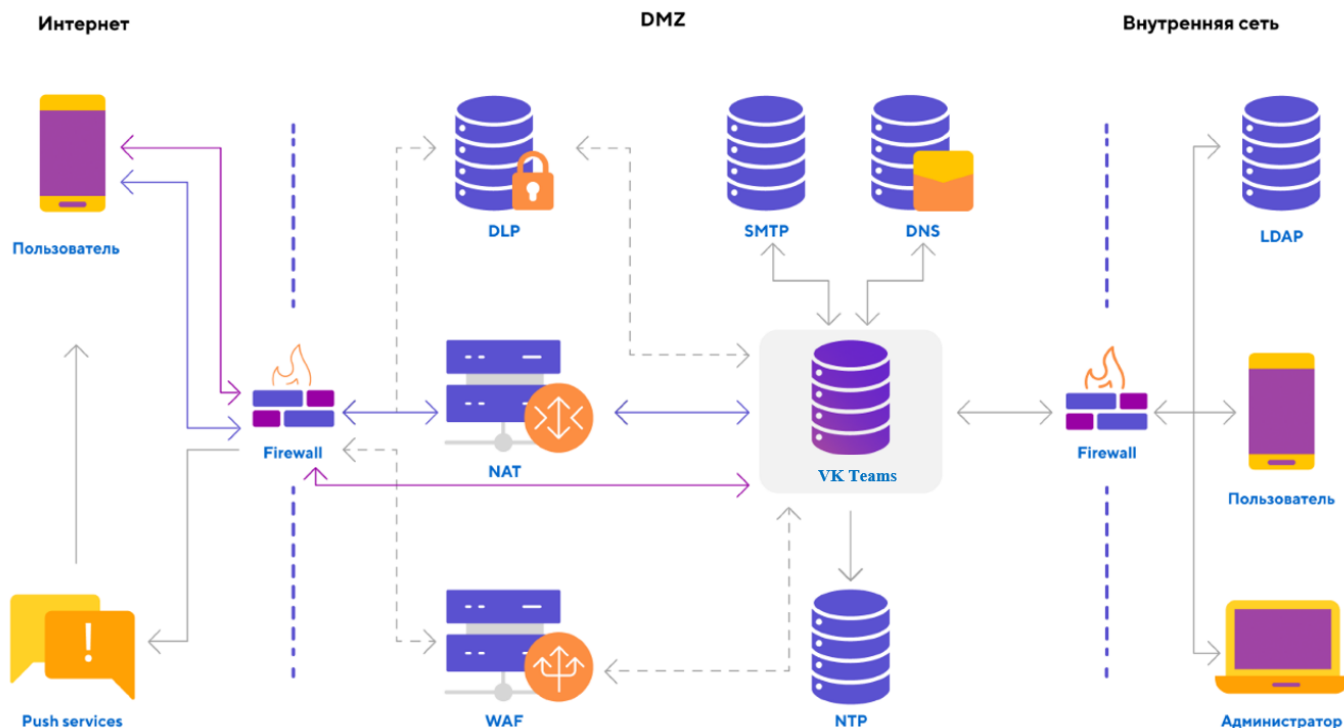 Интернет
DMZ
Внутренняя сеть
Пользователь
DLP
SMTP
DNS
LDAP
Firewall
NAT
VK Teams
Firewall
Пользователь
Push services
WAF
NTP
Администратор